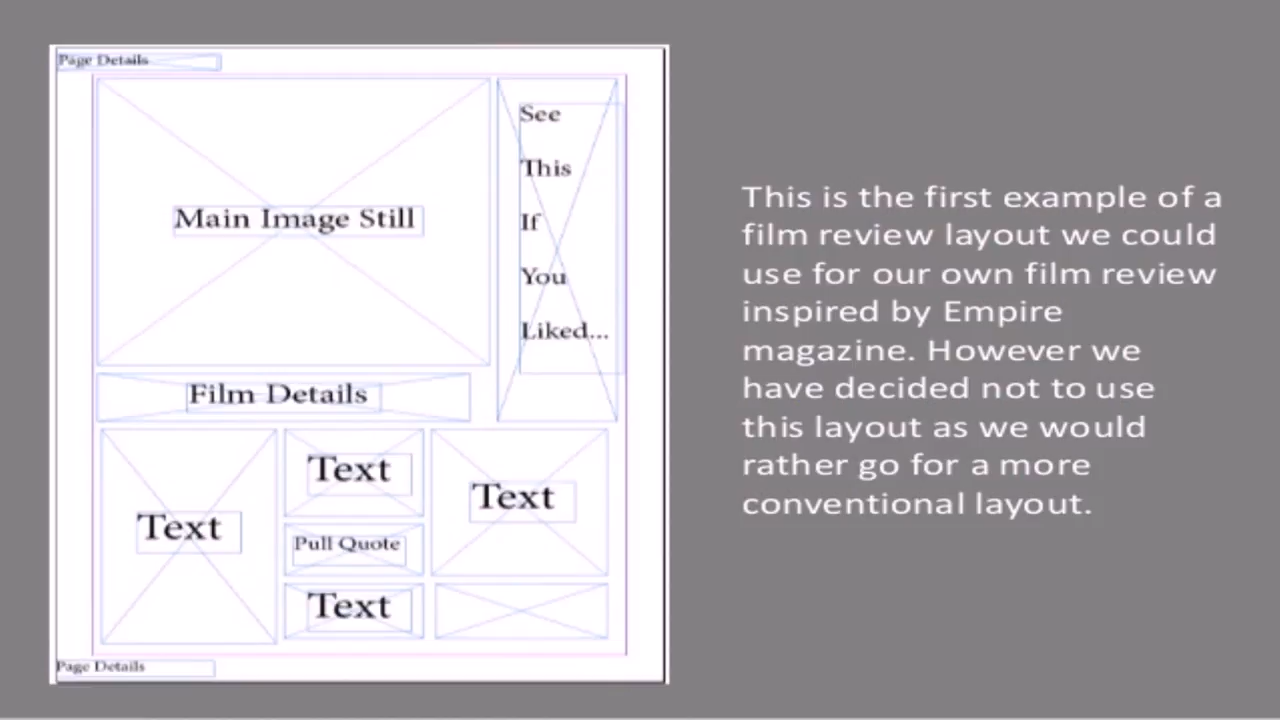 Page Details
Main Image Still
See
This
If
You
Liked...
Film Details
Text
Text
Pull Quote
Text
Text
Page Details
This is the first example of a
film review layout we could
use for our own film review
inspired by Empire
magazine. However we
have decided not to use
this layout as we would
rather go for a more
conventional layout.